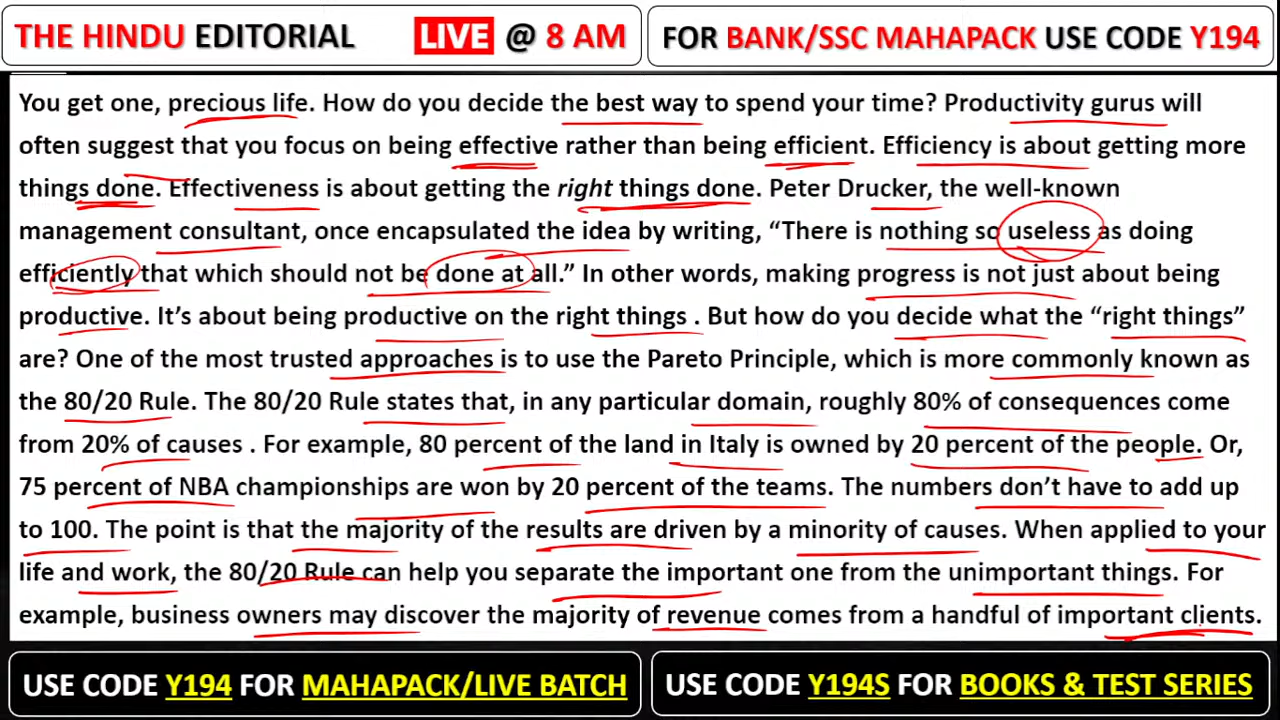 THE HINDU EDITORIAL LIVE @ 8 AM
FOR BANK/SSC MAHAPACK USE CODE Y194
You get one, precious life. How do you decide the best way to spend your time? Productivity gurus will
often suggest that you focus on being effective rather than being efficient. Efficiency is about getting more
things done. Effectiveness is about getting the right things done. Peter Drucker, the well-known
management consultant, once encapsulated the idea by writing, “There is nothing so useless as doing
efficiently that which should not be done at all.” In other words, making progress is not just about being
productive. It’s about being productive on the right things . But how do you decide what the “right things”
are? One of the most trusted approaches is to use the Pareto Principle, which is more commonly known as
the 80/20 Rule. The 80/20 Rule states that, in any particular domain, roughly 80% of consequences come
from 20% of causes . For example, 80 percent of the land in Italy is owned by 20 percent of the people. Or,
75 percent of NBA championships are won by 20 percent of the teams. The numbers don’t have to add up
to 100. The point is that the majority of the results are driven by a minority of causes. When applied to your
life and work, the 80/20 Rule can help you separate the important one from the unimportant things. For
example, business owners may discover the majority of revenue comes from a handful of important clients.
USE CODE Y194 FOR MAHAPACK/LIVE BATCH
USE CODE Y194S FOR BOOKS & TEST SERIES